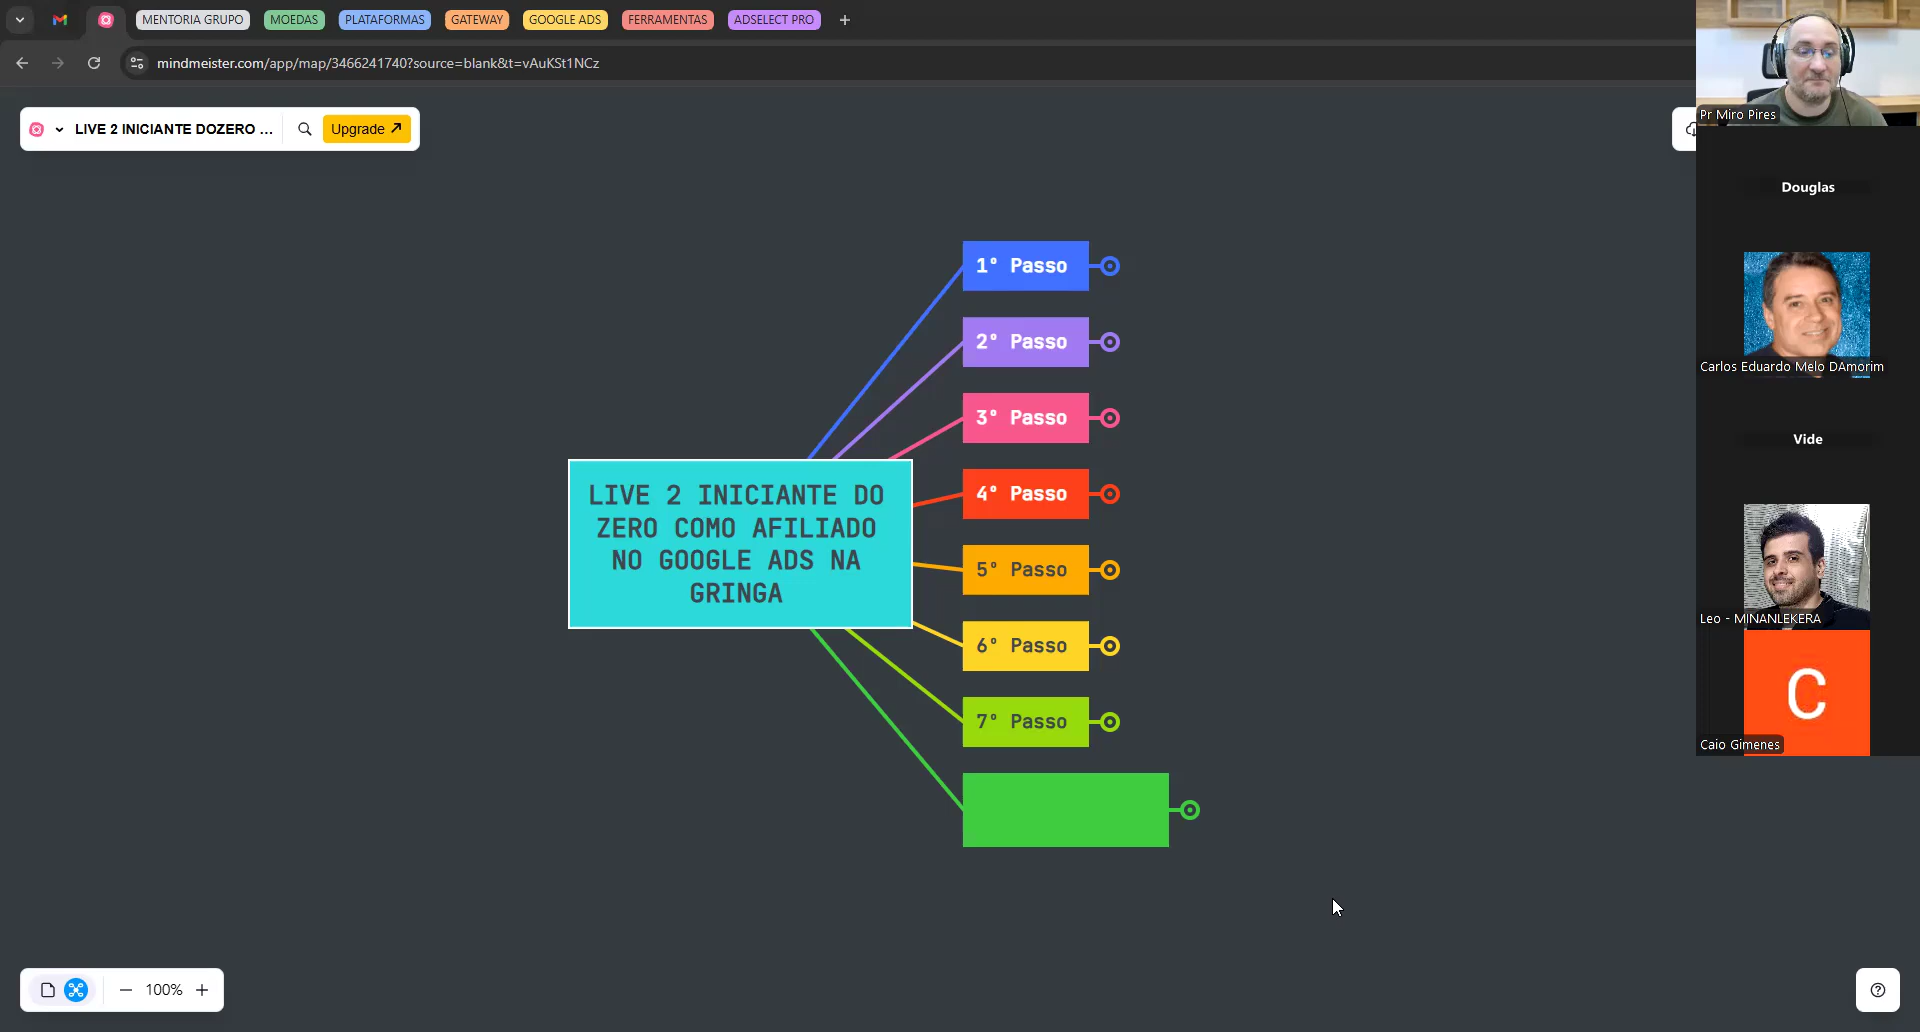 MENTORIA GRUPO
MOEDAS
PLATAFORMAS
GATEWAY
GOOGLE ADS
FERRAMENTAS
ADSELECT PRO
mindmeister.com/app/map/3466241740?source=blank&t=vAuKSt1NCz
LIVE 2 INICIANTE DOZERO ...
Upgrade
Pr Miro Pires
Douglas
Carlos Eduardo Melo DAmorim
Vide
Leo - MINANLEKERA
C
Caio Gimenes
LIVE 2 INICIANTE DO
ZERO COMO AFILIADO
NO GOOGLE ADS NA
GRINGA
1° Passo
2° Passo
3° Passo
4° Passo
5° Passo
6° Passo
7° Passo
100%